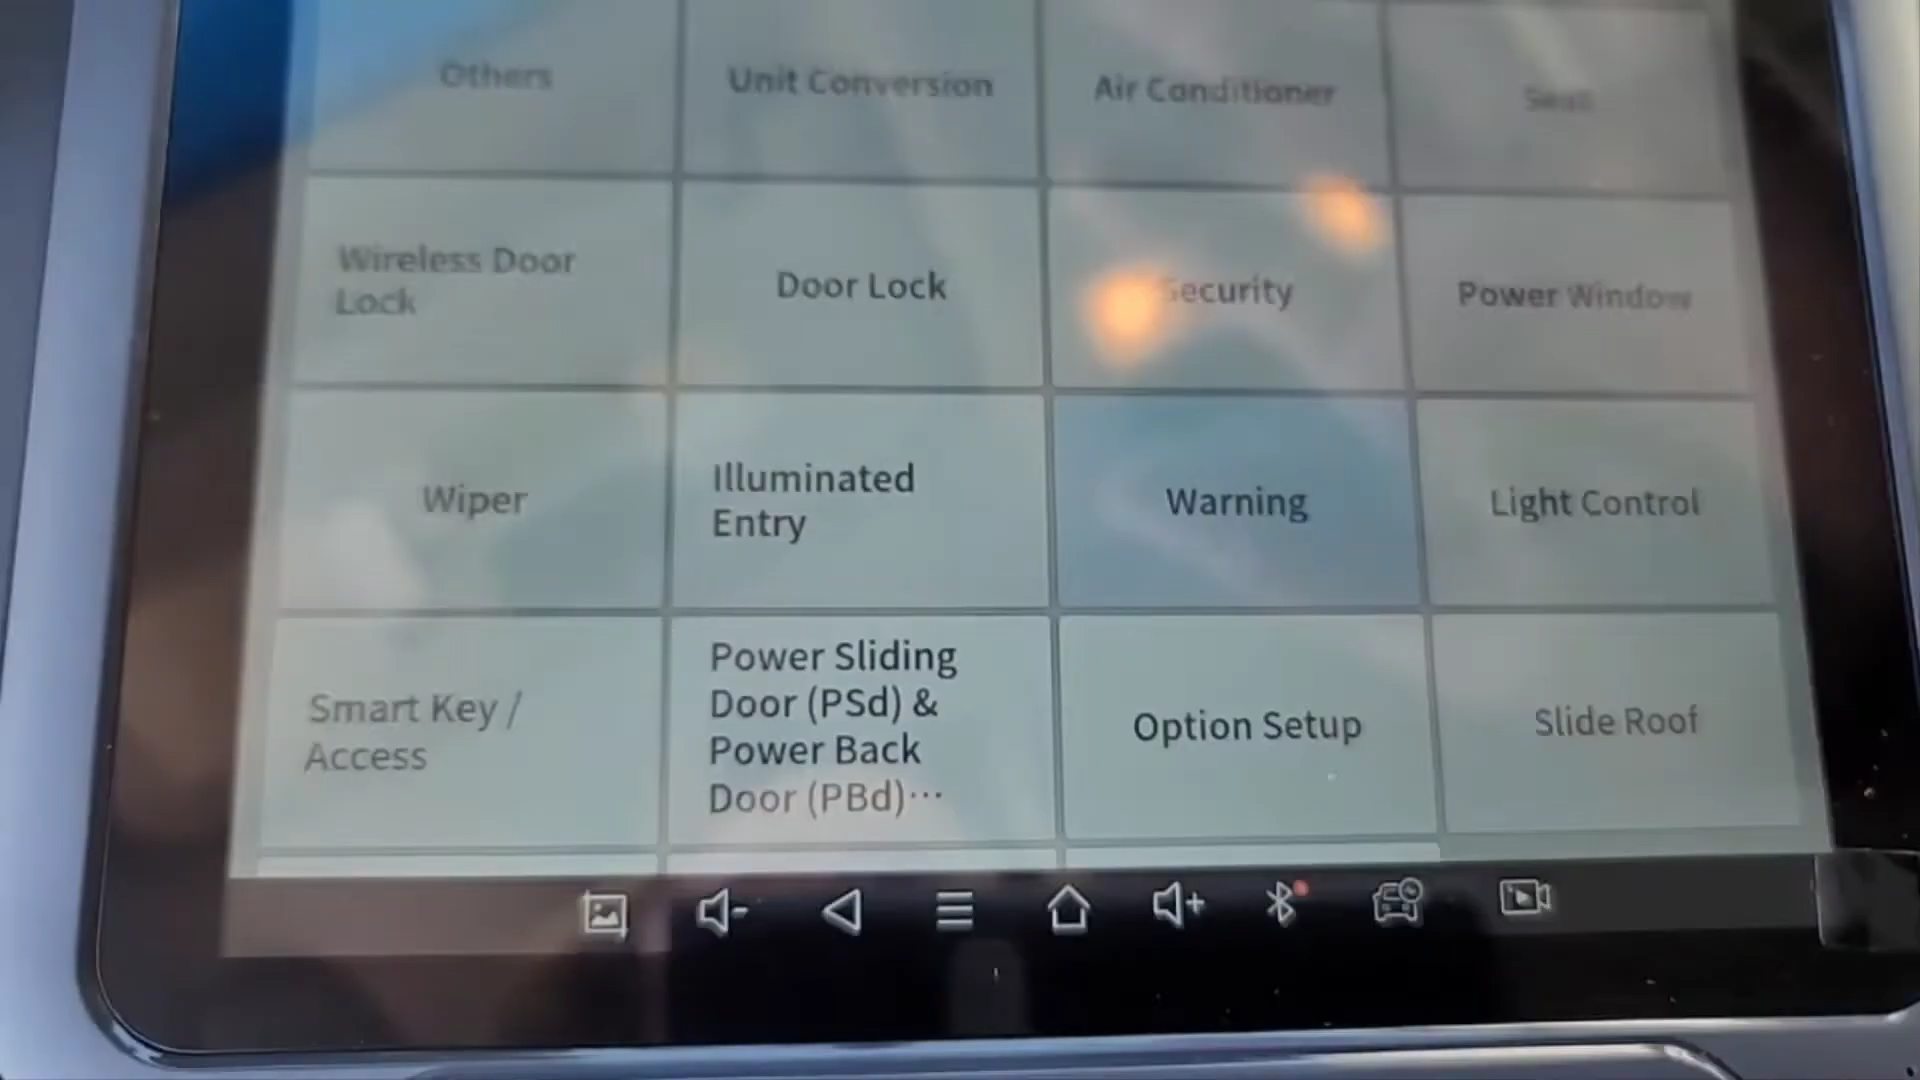 Others
Unit Conversion
Air Conditioner
Seat
Wireless Door
Lock
Door Lock
Security
Power Window
Wiper
Illuminated
Entry
Warning
Light Control
Smart Key /
Access
Power Sliding
Door (PSd) &
Power Back
Door (PBd)···
Option Setup
Slide Roof